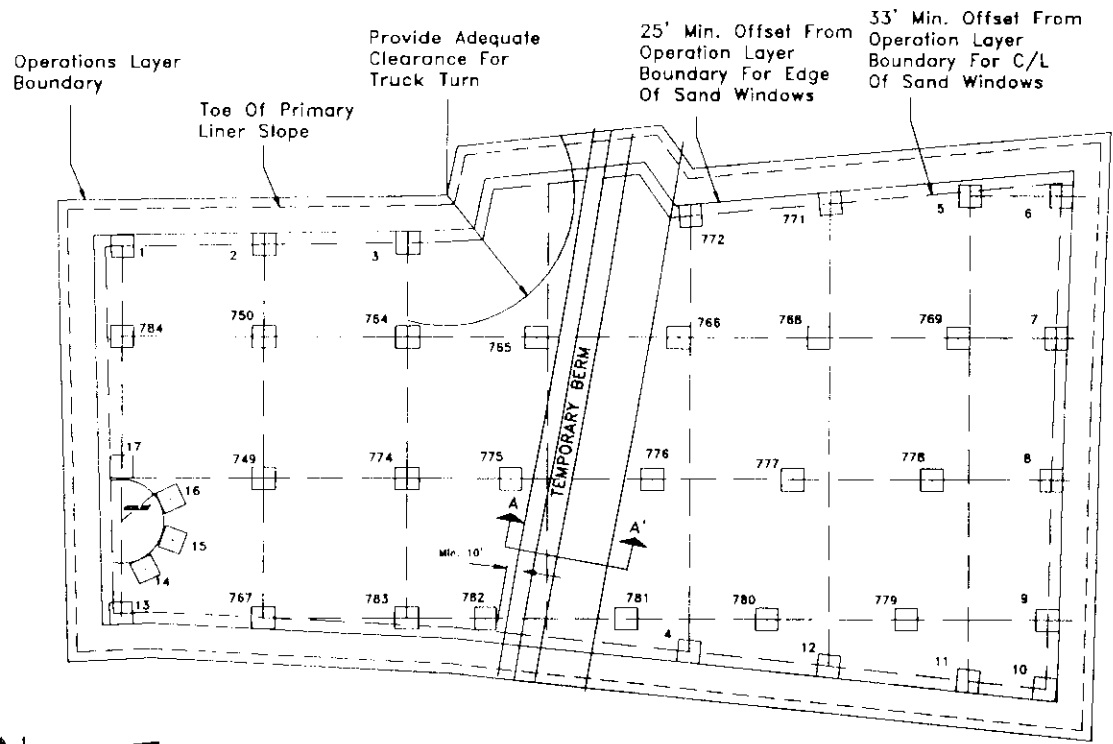 Operations Layer
Boundary
Toe Of Primary
Liner Slope
Provide Adequate
Clearance For
Truck Turn
25' Min. Offset From
Operation Layer
Boundary For Edge
Of Sand Windows
33' Min. Offset From
Operation Layer
Boundary For C/L
Of Sand Windows
1
2
3
772
771
5
6
784
750
764
765
766
768
769
7
17
749
774
775
776
777
778
8
16
15
14
TEMPORARY BERM
A
A'
Min. 10'
13
767
783
782
781
780
779
9
4
12
11
10